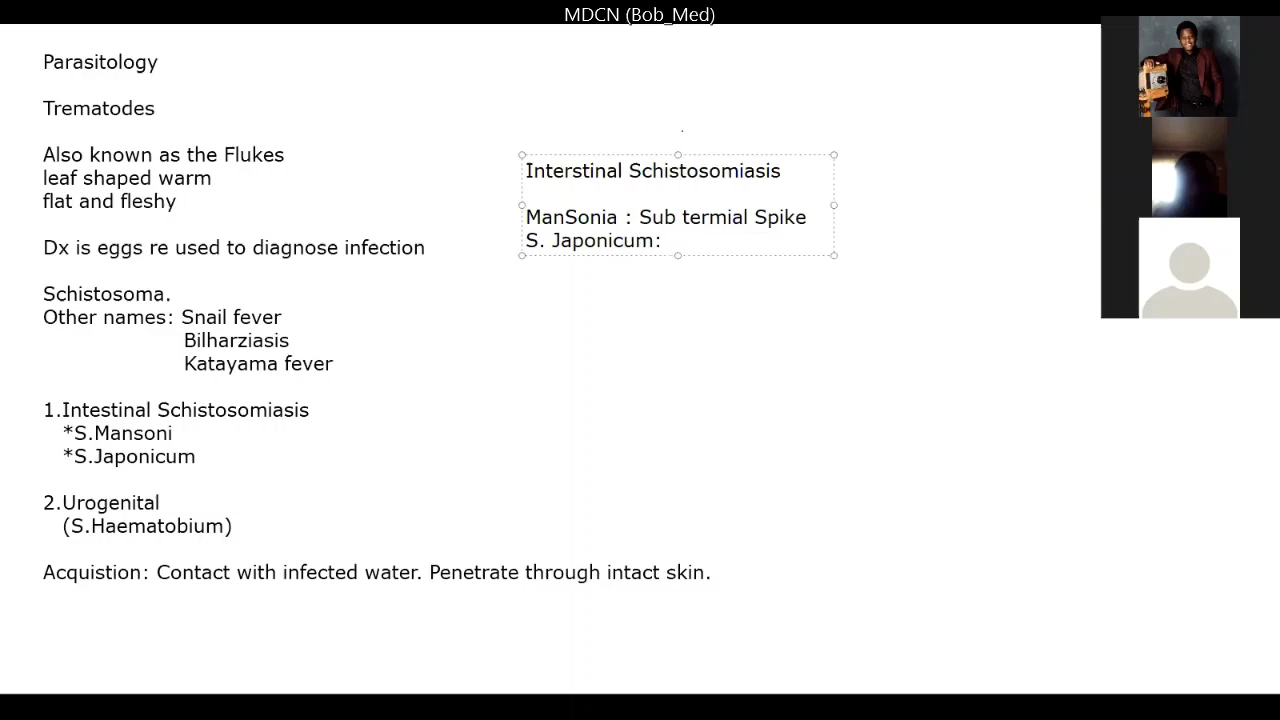 MDCN (Bob_Med)
Parasitology
Trematodes
Also known as the Flukes
leaf shaped warm
flat and fleshy
Dx is eggs re used to diagnose infection
Schistosoma.
Other names: Snail fever
Bilharziasis
Katayama fever
1.Intestinal Schistosomiasis
*S.Mansoni
*S.Japonicum
2.Urogenital
(S.Haematobium)
Acquistion: Contact with infected water. Penetrate through intact skin.
Interstinal Schistosomiasis
ManSonia : Sub termial Spike
S. Japonicum: